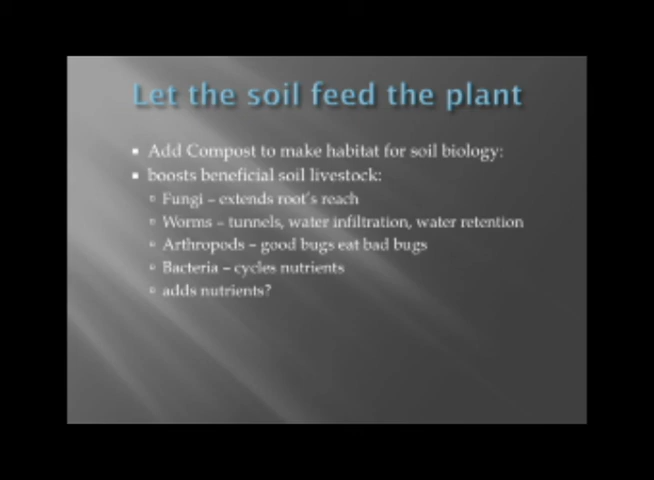 Let the soil feed the plant
Add Compost to make habitat for soil biology:
boosts beneficial soil livestock:
Fungi – extends root's reach
Worms – tunnels, water infiltration, water retention
Arthropods – good bugs eat bad bugs
Bacteria – cycles nutrients
adds nutrients?